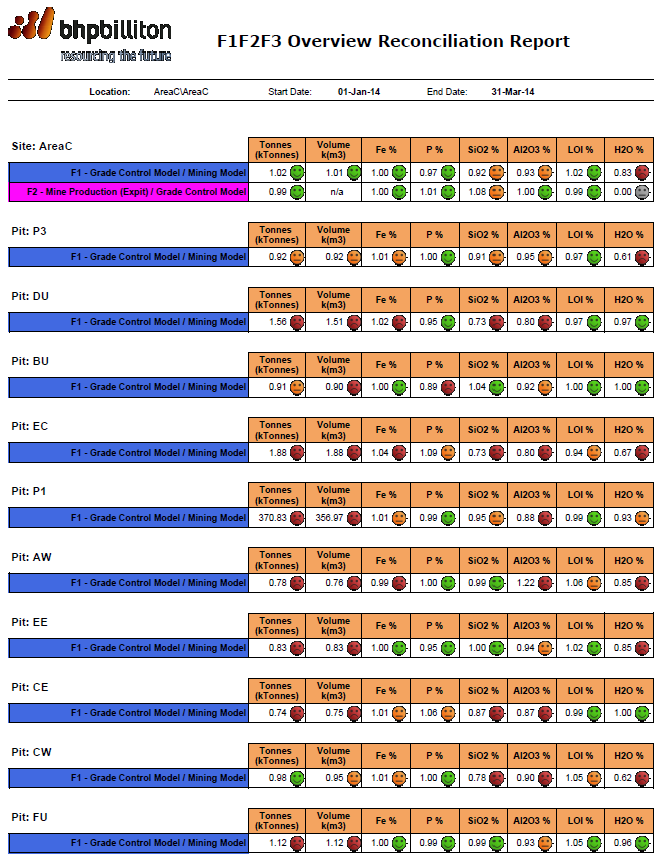 bhpbilliton
resourcing the future
F1F2F3 Overview Reconciliation Report
Location: AreaC\AreaC Start Date: 01-Jan-14 End Date: 31-Mar-14
Site: AreaC Tonnes (kTonnes) Volume k(m3) Fe % P % SiO2 % Al2O3 % LOI % H2O %
F1 - Grade Control Model / Mining Model 1.02 1.01 1.00 0.97 0.92 0.93 1.02 0.83
F2 - Mine Production (Expit) / Grade Control Model 0.99 n/a 1.00 1.01 1.08 1.00 0.99 0.00
Pit: P3 Tonnes (kTonnes) Volume k(m3) Fe % P % SiO2 % Al2O3 % LOI % H2O %
F1 - Grade Control Model / Mining Model 0.92 0.92 1.01 1.00 0.91 0.95 0.97 0.61
Pit: DU Tonnes (kTonnes) Volume k(m3) Fe % P % SiO2 % Al2O3 % LOI % H2O %
F1 - Grade Control Model / Mining Model 1.56 1.51 1.02 0.95 0.73 0.80 0.97 0.97
Pit: BU Tonnes (kTonnes) Volume k(m3) Fe % P % SiO2 % Al2O3 % LOI % H2O %
F1 - Grade Control Model / Mining Model 0.91 0.90 1.00 0.89 1.04 0.92 1.00 1.00
Pit: EC Tonnes (kTonnes) Volume k(m3) Fe % P % SiO2 % Al2O3 % LOI % H2O %
F1 - Grade Control Model / Mining Model 1.88 1.88 1.04 1.09 0.73 0.80 0.94 0.67
Pit: P1 Tonnes (kTonnes) Volume k(m3) Fe % P % SiO2 % Al2O3 % LOI % H2O %
F1 - Grade Control Model / Mining Model 370.83 356.97 1.01 0.99 0.95 0.88 0.99 0.93
Pit: AW Tonnes (kTonnes) Volume k(m3) Fe % P % SiO2 % Al2O3 % LOI % H2O %
F1 - Grade Control Model / Mining Model 0.78 0.76 0.99 1.00 0.99 1.22 1.06 0.85
Pit: EE Tonnes (kTonnes) Volume k(m3) Fe % P % SiO2 % Al2O3 % LOI % H2O %
F1 - Grade Control Model / Mining Model 0.83 0.83 1.00 0.95 1.00 0.94 1.02 0.85
Pit: CE Tonnes (kTonnes) Volume k(m3) Fe % P % SiO2 % Al2O3 % LOI % H2O %
F1 - Grade Control Model / Mining Model 0.74 0.75 1.01 1.06 0.87 0.87 0.99 1.00
Pit: CW Tonnes (kTonnes) Volume k(m3) Fe % P % SiO2 % Al2O3 % LOI % H2O %
F1 - Grade Control Model / Mining Model 0.98 0.95 1.01 1.00 0.78 0.90 1.05 0.62
Pit: FU Tonnes (kTonnes) Volume k(m3) Fe % P % SiO2 % Al2O3 % LOI % H2O %
F1 - Grade Control Model / Mining Model 1.12 1.12 1.00 0.99 0.99 0.93 1.05 0.96